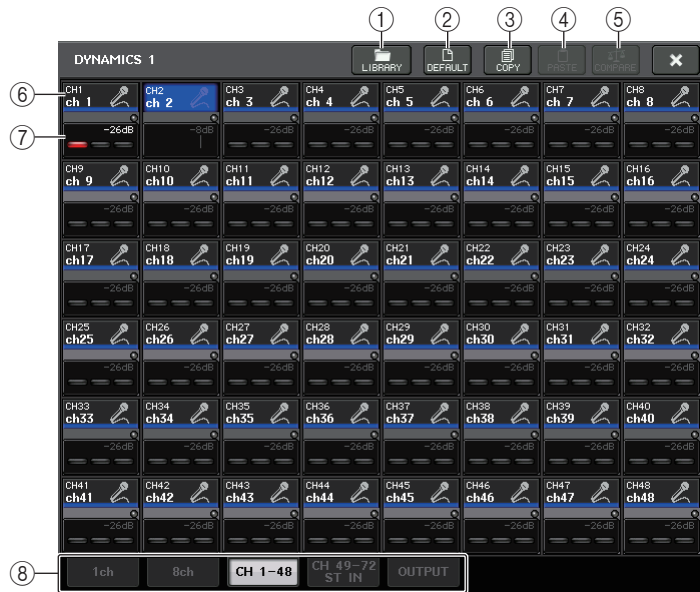 ① ② ③ ④ ⑤
DYNAMICS 1 LIBRARY DEFAULT COPY PASTE COMPARE
⑥ CH1 CH2 CH3 CH4 CH5 CH6 CH7 CH8
ch 1 ch 2 ch 3 ch 4 ch 5 ch 6 ch 7 ch 8
⑦ -26dB -8dB -26dB -26dB -26dB -26dB -26dB -26dB
CH9 CH10 CH11 CH12 CH13 CH14 CH15 CH16
ch 9 ch10 ch11 ch12 ch13 ch14 ch15 ch16
-26dB -26dB -26dB -26dB -26dB -26dB -26dB -26dB
CH17 CH18 CH19 CH20 CH21 CH22 CH23 CH24
ch17 ch18 ch19 ch20 ch21 ch22 ch23 ch24
-26dB -26dB -26dB -26dB -26dB -26dB -26dB -26dB
CH25 CH26 CH27 CH28 CH29 CH30 CH31 CH32
ch25 ch26 ch27 ch28 ch29 ch30 ch31 ch32
-26dB -26dB -26dB -26dB -26dB -26dB -26dB -26dB
CH33 CH34 CH35 CH36 CH37 CH38 CH39 CH40
ch33 ch34 ch35 ch36 ch37 ch38 ch39 ch40
-26dB -26dB -26dB -26dB -26dB -26dB -26dB -26dB
CH41 CH42 CH43 CH44 CH45 CH46 CH47 CH48
ch41 ch42 ch43 ch44 ch45 ch46 ch47 ch48
-26dB -26dB -26dB -26dB -26dB -26dB -26dB -26dB
⑧ 1ch 8ch CH 1-48 CH 49-72 OUTPUT
ST IN